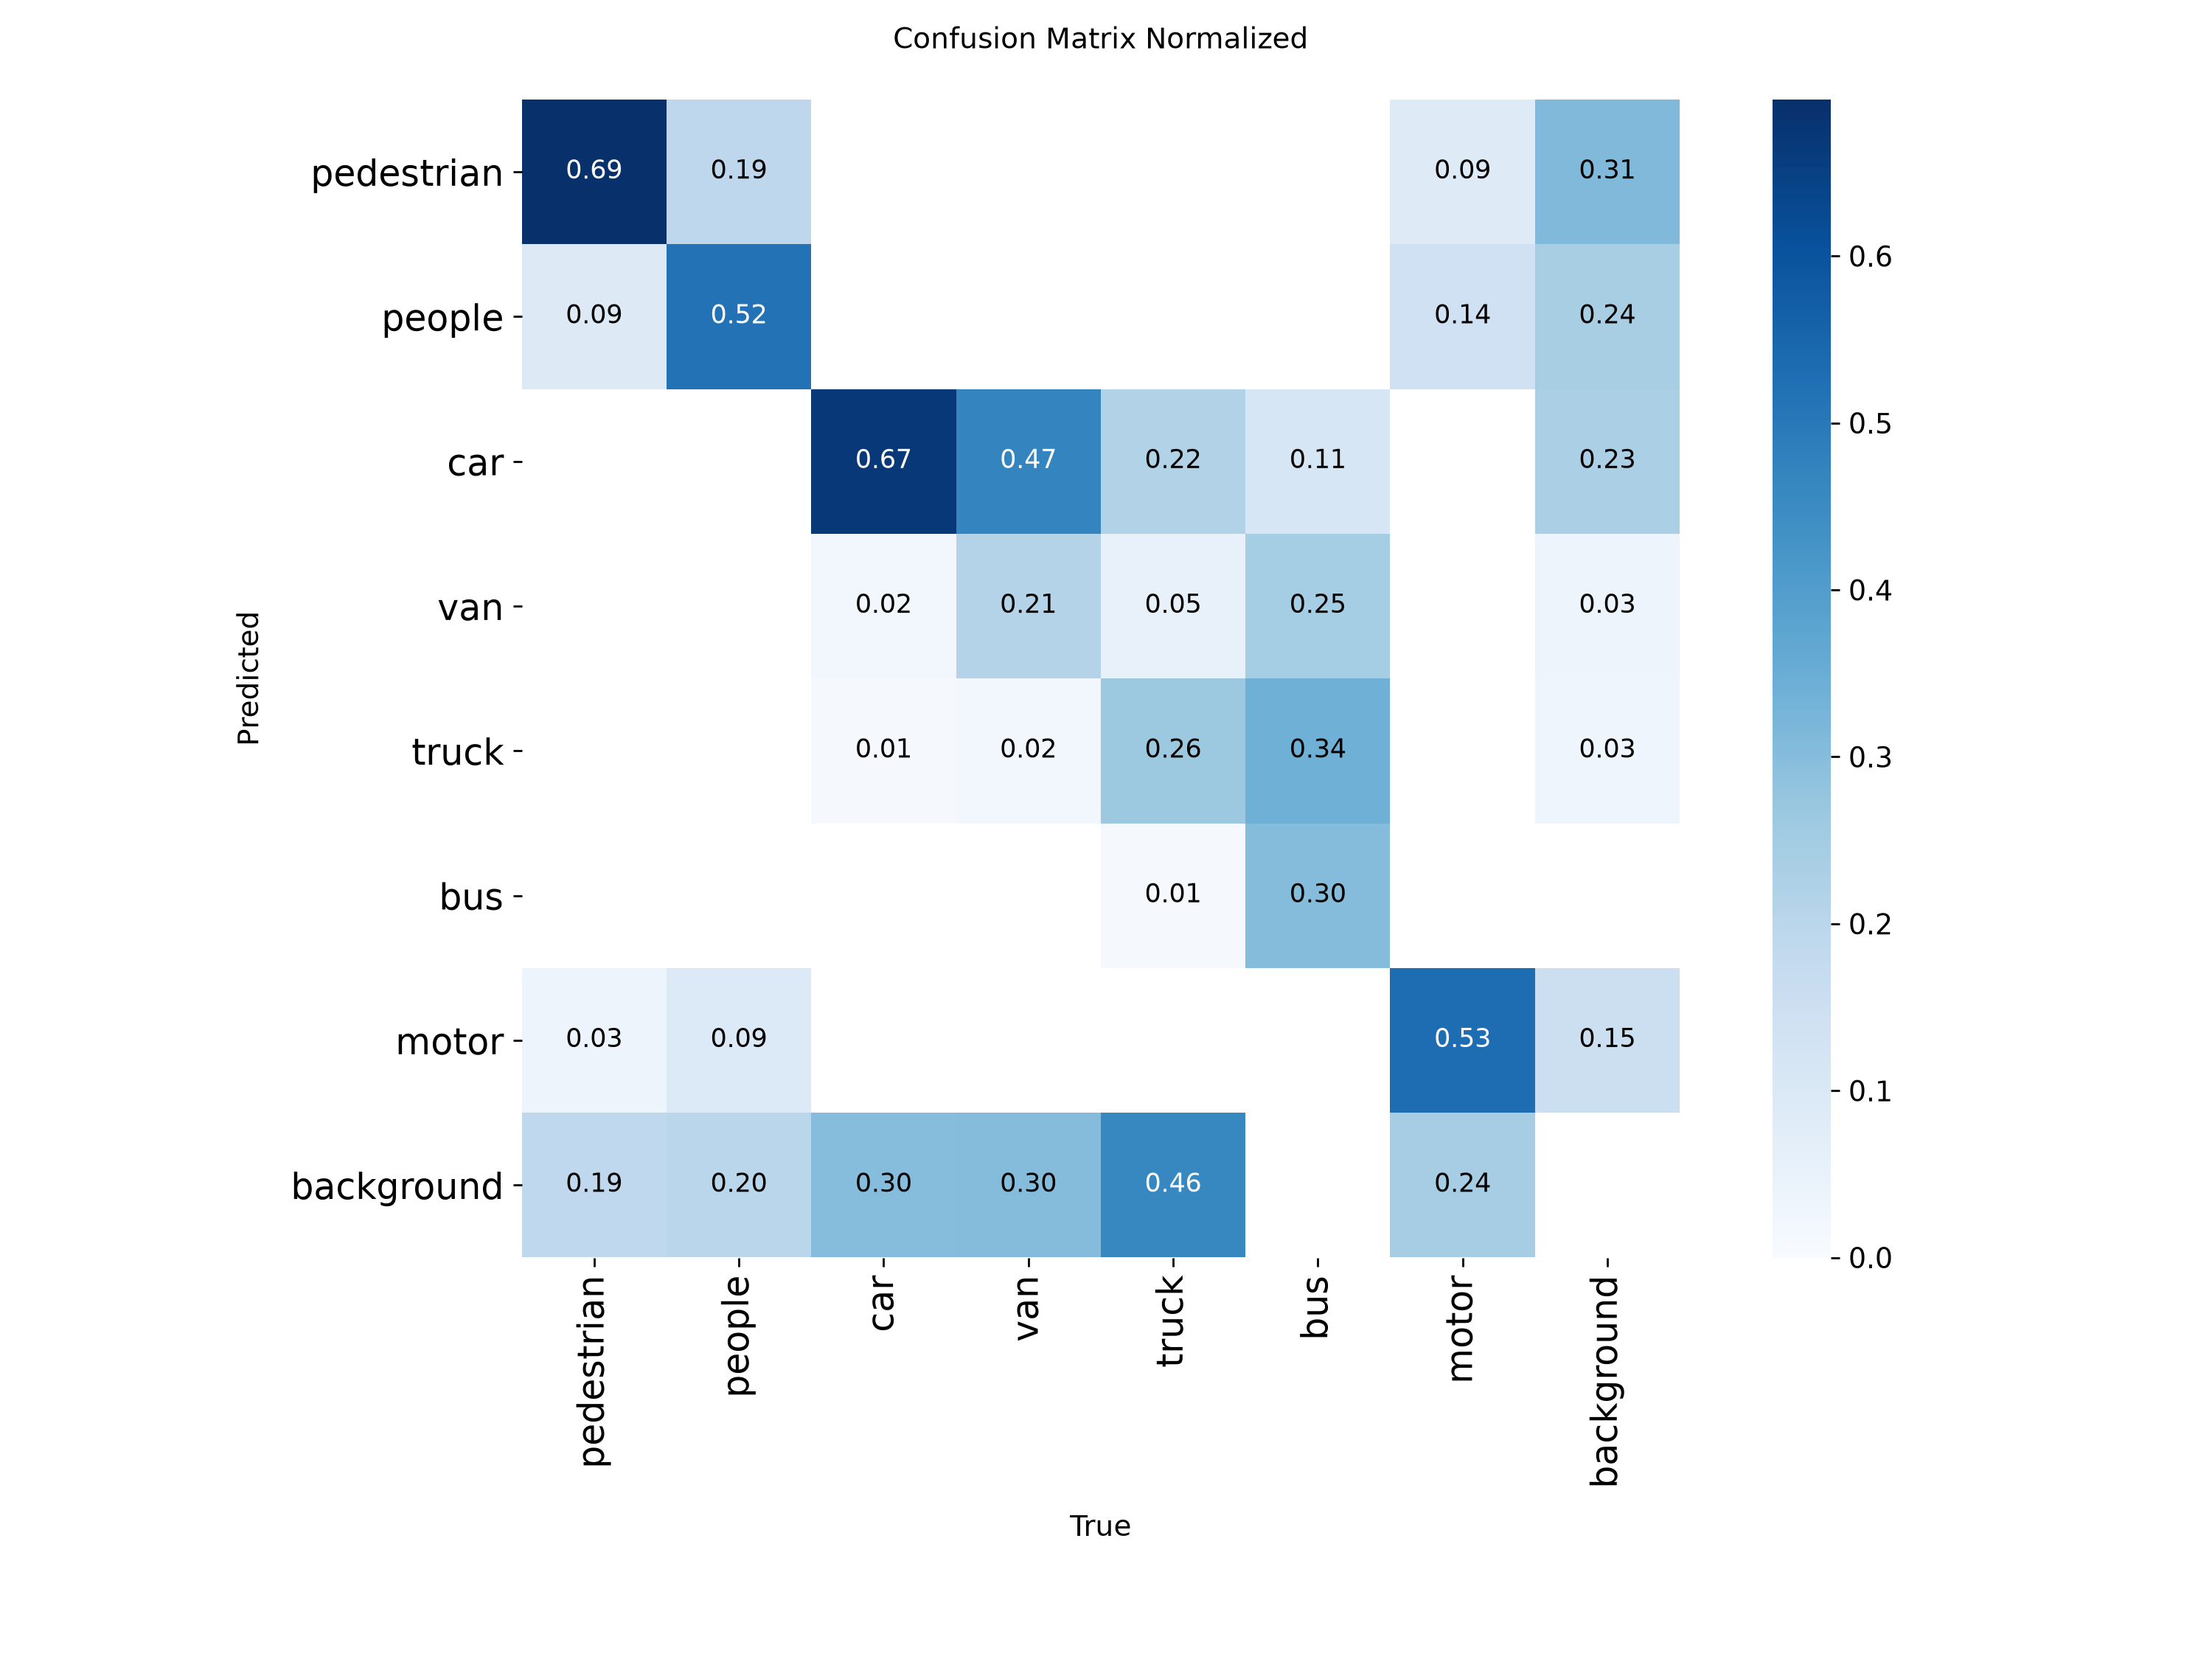 Confusion Matrix Normalized
pedestrian 0.69 0.19 0.09 0.31
people 0.09 0.52 0.14 0.24
car 0.67 0.47 0.22 0.11 0.23
van 0.02 0.21 0.05 0.25 0.03
truck 0.01 0.02 0.26 0.34 0.03
bus 0.01 0.30
motor 0.03 0.09 0.53 0.15
background 0.19 0.20 0.30 0.30 0.46 0.24
Predicted
pedestrian people car van truck bus motor background
True
0.6
0.5
0.4
0.3
0.2
0.1
0.0